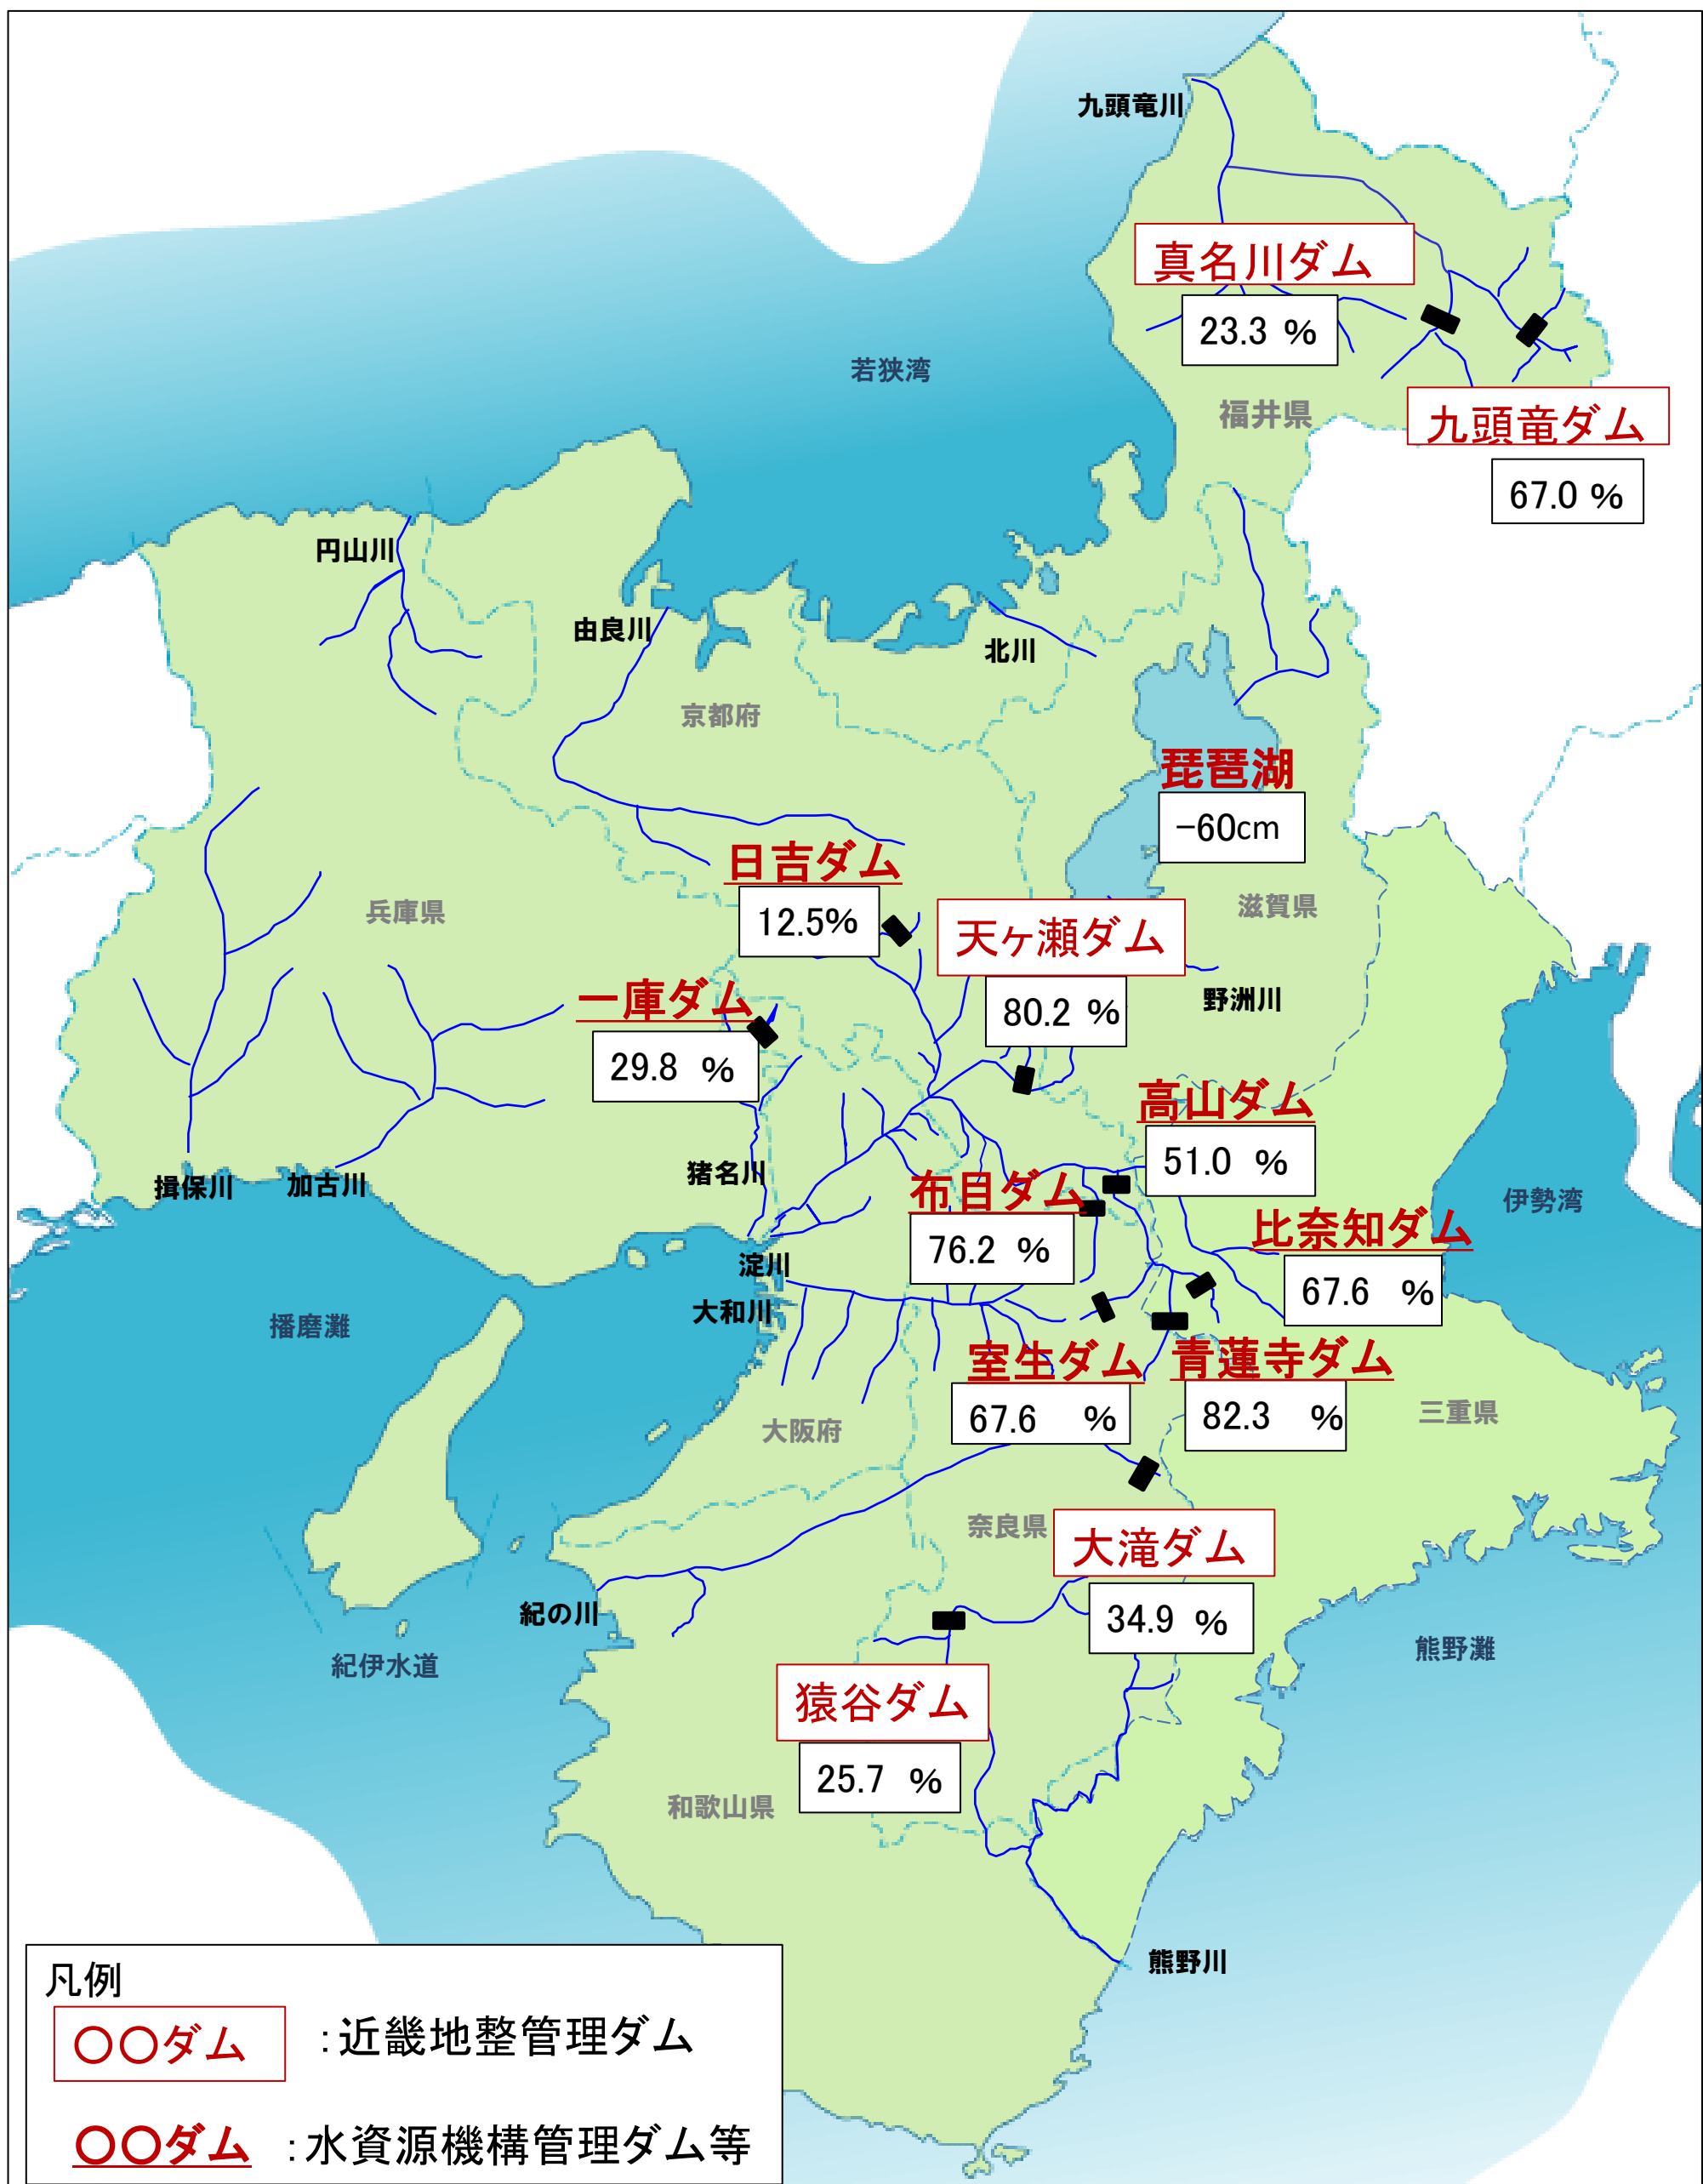 九頭竜川
真名川ダム
23.3 %
若狭湾
福井県
九頭竜ダム
67.0 %
円山川
由良川
北川
京都府
琵琶湖
−60cm
日吉ダム
12.5%
兵庫県
天ヶ瀬ダム
80.2 %
滋賀県
野洲川
一庫ダム
29.8 %
高山ダム
51.0 %
猪名川
揖保川
加古川
布目ダム
76.2 %
伊勢湾
比奈知ダム
67.6 %
淀川
大和川
播磨灘
室生ダム
67.6 %
青蓮寺ダム
82.3 %
三重県
大阪府
奈良県
大滝ダム
34.9 %
紀の川
紀伊水道
熊野灘
猿谷ダム
25.7 %
和歌山県
熊野川
凡例
〇〇ダム :近畿地整管理ダム
〇〇ダム :水資源機構管理ダム等